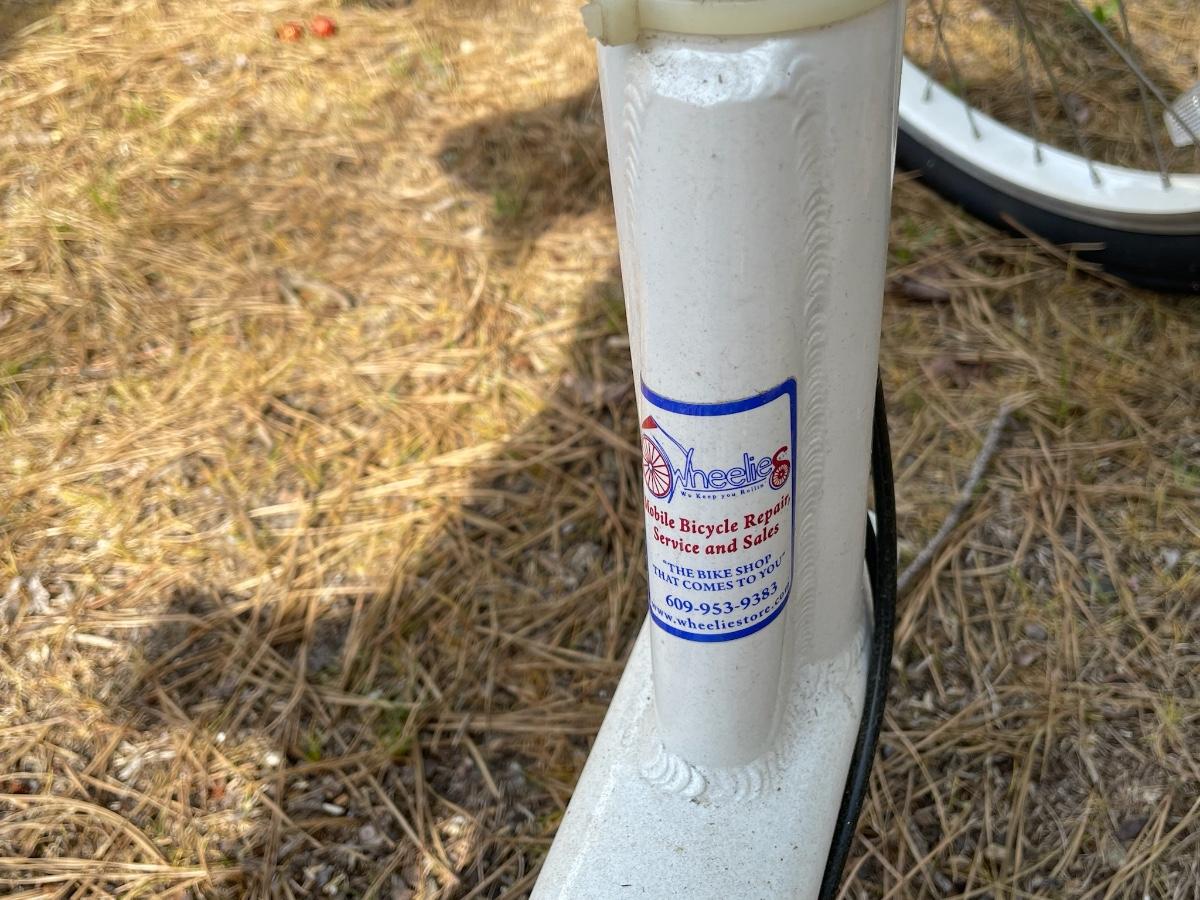 WheelieS
We Keep you Rollin'
Mobile Bicycle Repair,
Service and Sales
"THE BIKE SHOP
THAT COMES TO YOU"
609-953-9383
www.wheeliestore.com